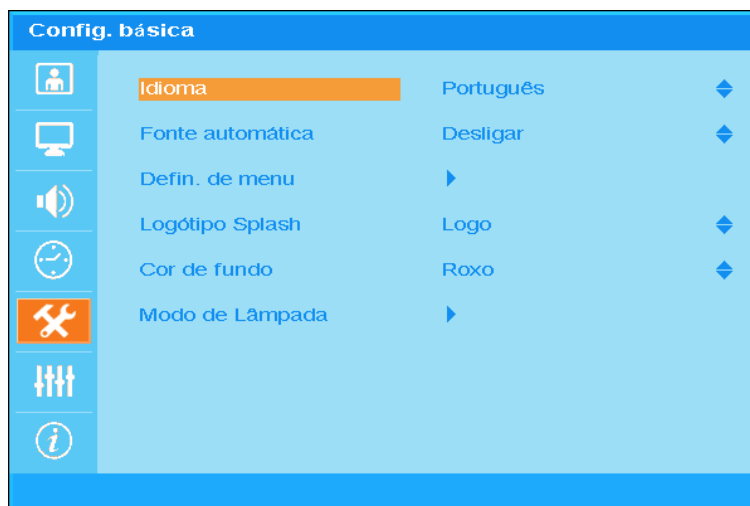 Config. básica
Idioma Português
Fonte automática Desligar
Defin. de menu
Logótipo Splash Logo
Cor de fundo Roxo
Modo de Lâmpada